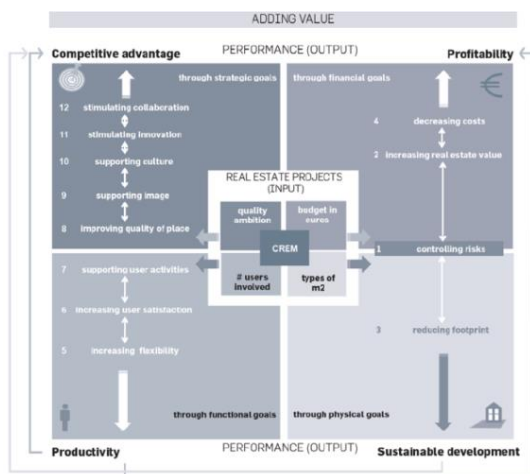 ADDING VALUE
Competitive advantage
PERFORMANCE (OUTPUT)
Profitability
through strategic goals
through financial goals
12 stimulating collaboration
11 stimulating innovation
10 supporting culture
9 supporting image
8 improving quality of place
4 decreasing costs
2 increasing real estate value
REAL ESTATE PROJECTS
(INPUT)
quality
ambition
budget in
euros
CREM
# users
involved
types of
m2
1 controlling risks
7 supporting user activities
6 increasing user satisfaction
5 increasing flexibility
3 reducing footprint
through functional goals
through physical goals
Productivity
PERFORMANCE (OUTPUT)
Sustainable development